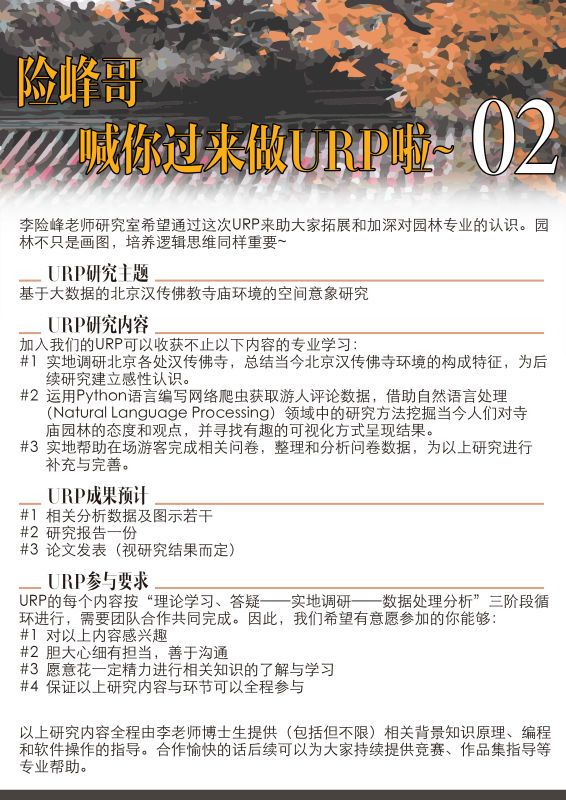 险峰哥
喊你过来做URP啦~ 02
李险峰老师研究室希望通过这次URP来助大家拓展和加深对园林专业的认识。园
林不只是画图，培养逻辑思维同样重要~
URP研究主题
基于大数据的北京汉传佛教寺庙环境的空间意象研究
URP研究内容
加入我们的URP可以收获不止以下内容的专业学习：
#1 实地调研北京各处汉传佛寺，总结当今北京汉传佛寺环境的构成特征，为后
续研究建立感性认识。
#2 运用Python语言编写网络爬虫获取游人评论数据，借助自然语言处理
（Natural Language Processing）领域中的研究方法挖掘当今人们对寺
庙园林的态度和观点，并寻找有趣的可视化方式呈现结果。
#3 实地帮助在场游客完成相关问卷，整理和分析问卷数据，为以上研究进行
补充与完善。
URP成果预计
#1 相关分析数据及图示若干
#2 研究报告一份
#3 论文发表（视研究结果而定）
URP参与要求
URP的每个内容按“理论学习、答疑——实地调研——数据处理分析”三阶段循
环进行，需要团队合作共同完成。因此，我们希望有意愿参加的你能够：
#1 对以上内容感兴趣
#2 胆大心细有担当，善于沟通
#3 愿意花一定精力进行相关知识的了解与学习
#4 保证以上研究内容与环节可以全程参与
以上研究内容全程由李老师博士生提供（包括但不限）相关背景知识原理、编程
和软件操作的指导。合作愉快的话后续可以为大家持续提供竞赛、作品集指导等
专业帮助。